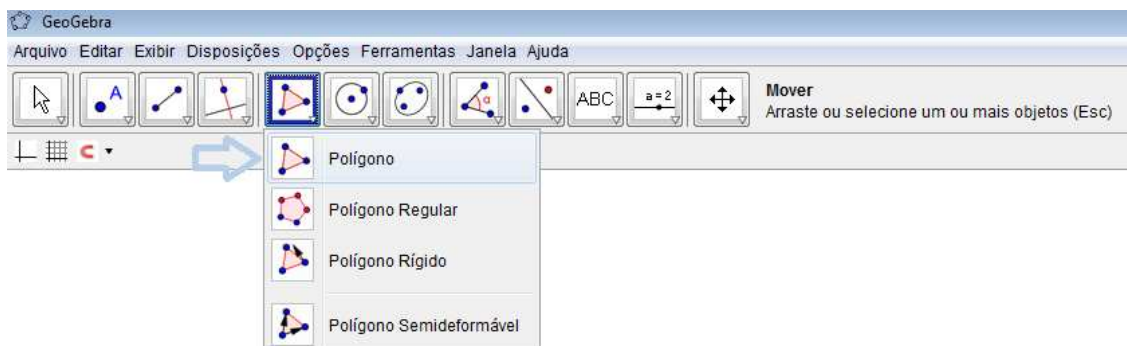 GeoGebra
Arquivo Editar Exibir Disposições Opções Ferramentas Janela Ajuda
A
α
ABC
a=2
Mover
Arraste ou selecione um ou mais objetos (Esc)
Polígono
Polígono Regular
Polígono Rígido
Polígono Semideformável